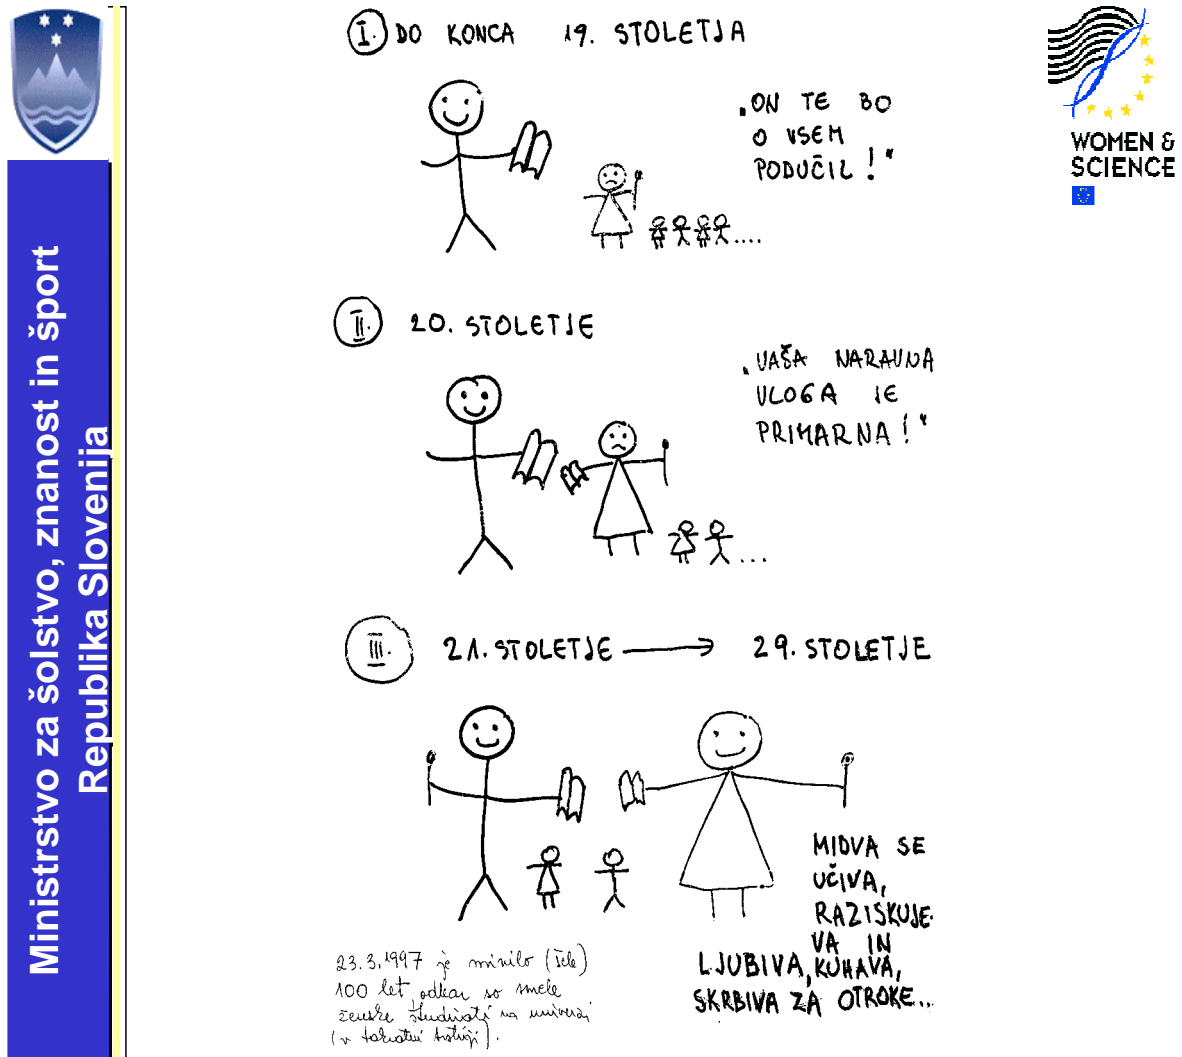 Ministrstvo za šolstvo, znanost in šport
Republika Slovenija
WOMEN &
SCIENCE
I. DO KONCA 19. STOLETJA
„ON TE BO
O VSEM
PODUČIL!"
II. 20. STOLETJE
„VAŠA NARAVNA
VLOGA JE
PRIMARNA!"
III. 21. STOLETJE → 29. STOLETJE
MIDVA SE
UČIVA,
RAZISKUJE-
VA IN
LJUBIVA, KUHAVA,
SKRBIVA ZA OTROKE..
23.3.1997 je minilo (šele)
100 let odkar so smele
ženske študirati na univerzi
(v takratni Avstriji).